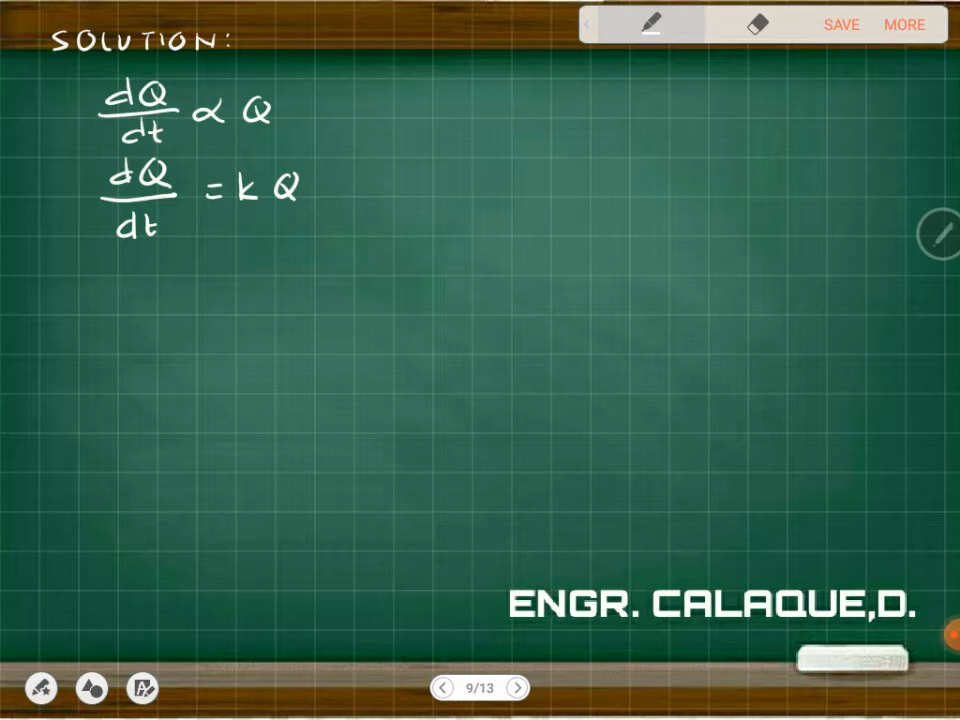 SOLUTION:
SAVE MORE
dQ/dt ∝ Q
dQ/dt = k Q
ENGR. CALAQUE,D.
9/13